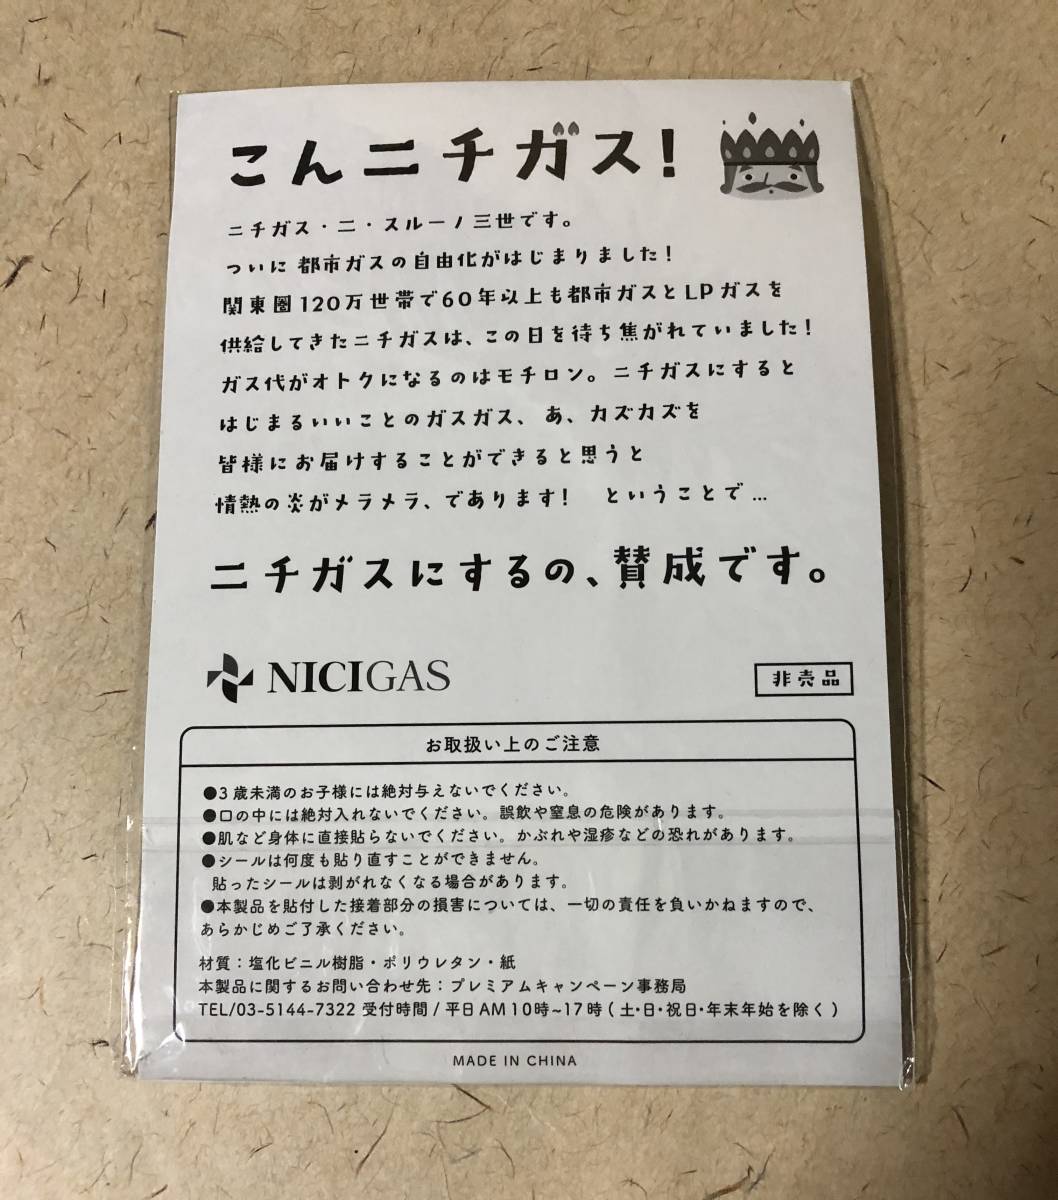 こんニチガス!
ニチガス・ニ・スルーノ三世です。
ついに都市ガスの自由化がはじまりました!
関東圏120万世帯で60年以上も都市ガスとLPガスを
供給してきたニチガスは、この日を待ち焦がれていました!
ガス代がオトクになるのはモチロン。ニチガスにすると
はじまるいいことのガスガス、あ、カズカズを
皆様にお届けすることができると思うと
情熱の炎がメラメラ、であります! ということで…
ニチガスにするの、賛成です。
NICIGAS
非売品
お取扱い上のご注意
●3歳未満のお子様には絶対与えないでください。
●口の中には絶対入れないでください。誤飲や窒息の危険があります。
●肌など身体に直接貼らないでください。かぶれや湿疹などの恐れがあります。
●シールは何度も貼り直すことができません。
貼ったシールは剥がれなくなる場合があります。
●本製品を貼付した接着部分の損害については、一切の責任を負いかねますので、
あらかじめご了承ください。
材質:塩化ビニル樹脂・ポリウレタン・紙
本製品に関するお問い合わせ先:プレミアムキャンペーン事務局
TEL/03-5144-7322 受付時間/平日AM10時~17時(土・日・祝日・年末年始を除く)
MADE IN CHINA